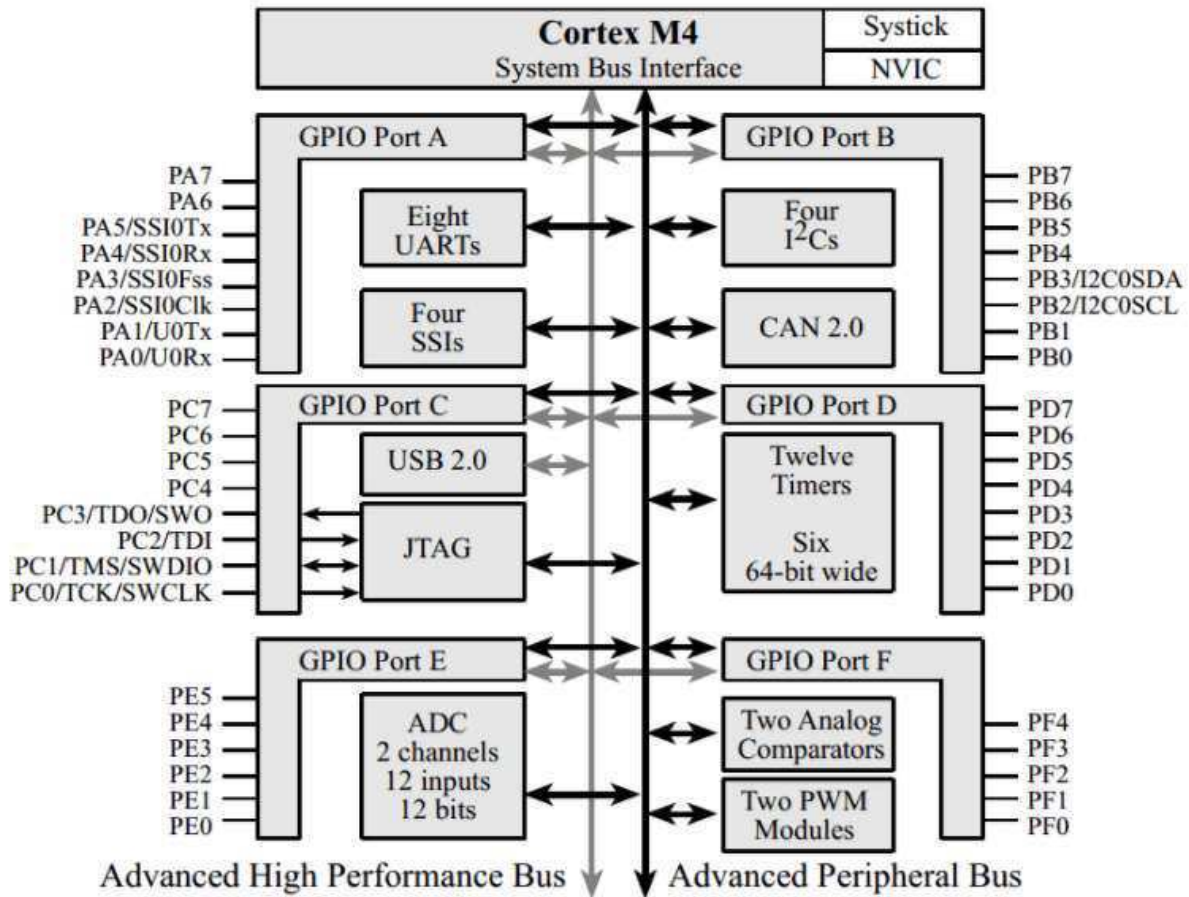 Cortex M4
System Bus Interface
Systick
NVIC
GPIO Port A
PA7
PA6
PA5/SSI0Tx
PA4/SSI0Rx
PA3/SSI0Fss
PA2/SSI0Clk
PA1/U0Tx
PA0/U0Rx
Eight
UARTs
Four
SSIs
GPIO Port B
Four
I²Cs
CAN 2.0
PB7
PB6
PB5
PB4
PB3/I2C0SDA
PB2/I2C0SCL
PB1
PB0
GPIO Port C
PC7
PC6
PC5
PC4
PC3/TDO/SWO
PC2/TDI
PC1/TMS/SWDIO
PC0/TCK/SWCLK
USB 2.0
JTAG
GPIO Port D
Twelve
Timers
Six
64-bit wide
PD7
PD6
PD5
PD4
PD3
PD2
PD1
PD0
GPIO Port E
PE5
PE4
PE3
PE2
PE1
PE0
ADC
2 channels
12 inputs
12 bits
GPIO Port F
Two Analog
Comparators
Two PWM
Modules
PF4
PF3
PF2
PF1
PF0
Advanced High Performance Bus
Advanced Peripheral Bus